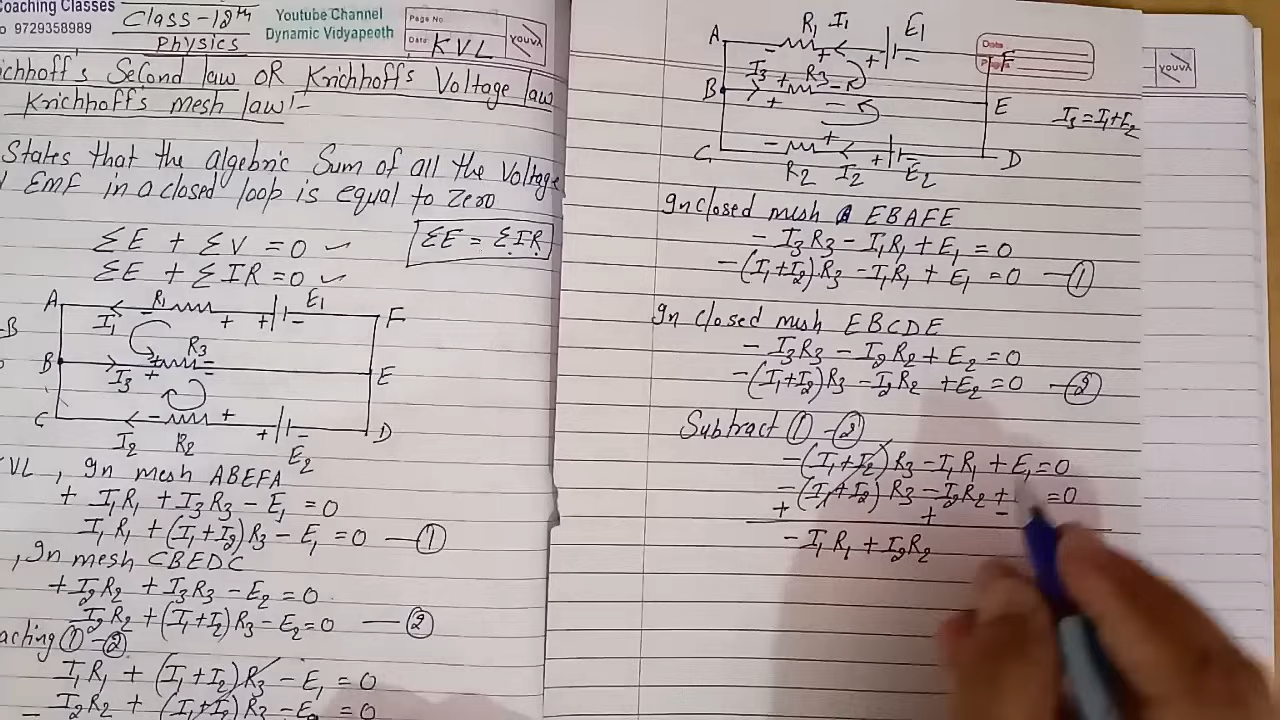 Coaching Classes
9729358989
Class-12th
Physics
Youtube Channel
Dynamic Vidyapeeth
Page No
Date: KVL
YOUVA
Second law OR Krichhoff's Voltage law
Krichhoff's mesh law:-
States that the algebric Sum of all the Voltage
EMF in a closed loop is equal to zero
ΣE + ΣV = 0
ΣE + ΣIR = 0
ΣE = ΣIR
A I₁ R₁ + + E₁ - F
B I₃ + R₃ - E
C I₂ - R₂ + + E₂ - D
, In mesh ABEFA
+ I₁R₁ + I₃R₃ - E₁ = 0
I₁R₁ + (I₁+I₂)R₃ - E₁ = 0 — ①
, In mesh CBEDC
+ I₂R₂ + I₃R₃ - E₂ = 0
I₂R₂ + (I₁+I₂)R₃ - E₂ = 0 — ②
① - ②
I₁R₁ + (I₁+I₂)R₃ - E₁ = 0
- I₂R₂ + (I₁+I₂)R₃ - E₂ = 0
A - R₁ + I₁ + E₁ - F
Date
YOUVA
B I₃ + R₃ - E
I₃ = I₁+I₂
C - R₂ + I₂ + E₂ - D
In closed mesh EBAFE
- I₃R₃ - I₁R₁ + E₁ = 0
-(I₁+I₂)R₃ - I₁R₁ + E₁ = 0 — ①
In closed mesh EBCDE
- I₃R₃ - I₂R₂ + E₂ = 0
-(I₁+I₂)R₃ - I₂R₂ + E₂ = 0 — ②
Subtract ① - ②
-(I₁+I₂)R₃ - I₁R₁ + E₁ = 0
-(I₁+I₂)R₃ - I₂R₂ + = 0
+ + -
- I₁R₁ + I₂R₂